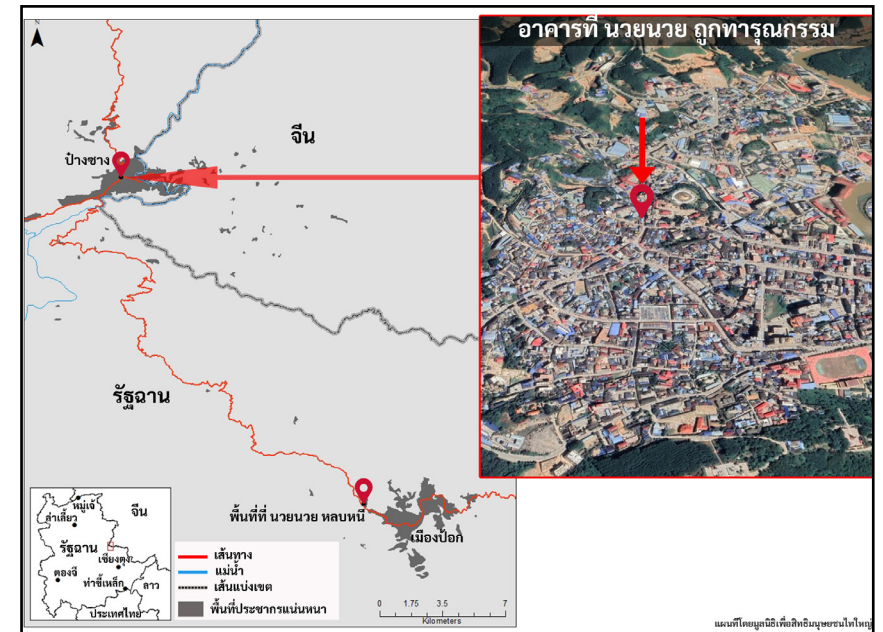 อาคารที่ นวยนวย ถูกทารุณกรรม
จีน
ป๋างซาง
รัฐฉาน
พื้นที่ที่ นวยนวย หลบหนี
เมืองป๊อก
หมู่เจ้
ล่าเสี้ยว
จีน
รัฐฉาน
เชียงตุง
ตองจี
ท่าขี้เหล็ก
ลาว
ประเทศไทย
เส้นทาง
แม่น้ำ
เส้นแบ่งเขต
พื้นที่ประชากรแน่นหนา
0 1.75 3.5 7
Kilometers
แผนที่โดยมูลนิธิเพื่อสิทธิมนุษยชนไทใหญ่